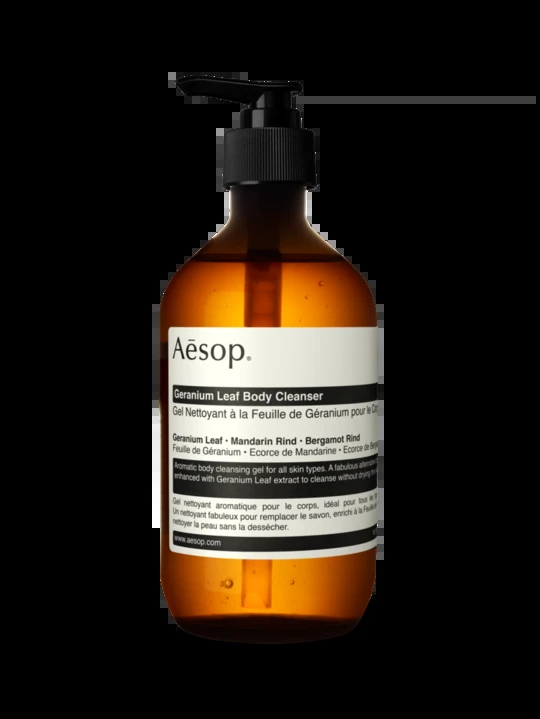 Aēsop®
Geranium Leaf Body Cleanser
Gel Nettoyant à la Feuille de Géranium pour le
Geranium Leaf · Mandarin Rind · Bergamot Rind
Feuille de Géranium · Ecorce de Mandarine · Ecorce de
Aromatic body cleansing gel for all skin types. A fabulous
enhanced with Geranium Leaf extract to cleanse without drying
Gel nettoyant aromatique pour le corps, idéal pour tous les
Un nettoyant fabuleux pour remplacer le savon, enrichi à la
nettoyer la peau sans la dessécher.
www.aesop.com